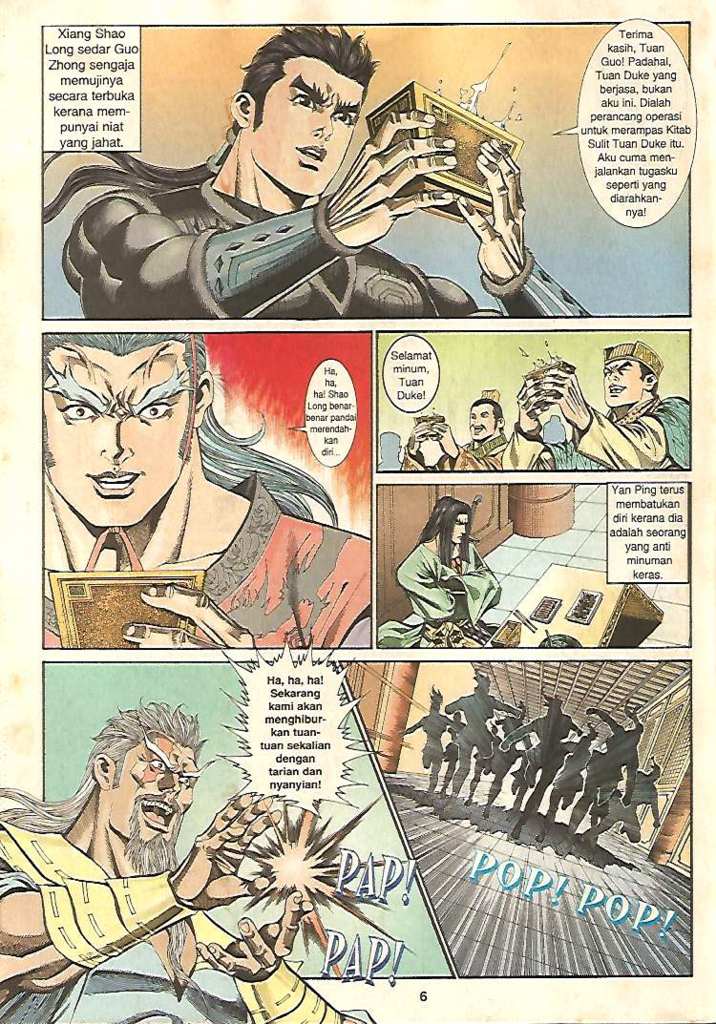 Xiang Shao
Long sedar Guo
Zhong sengaja
memujinya
secara terbuka
kerana mem-
punyai niat
yang jahat.
Terima
kasih, Tuan
Guo! Padahal,
Tuan Duke yang
berjasa, bukan
aku ini. Dialah
perancang operasi
untuk merampas Kitab
Sulit Tuan Duke itu.
Aku cuma men-
jalankan tugasku
seperti yang
diarahkan-
nya!
Ha,
ha,
ha! Shao
Long benar-
benar pandai
merendah-
kan
diri...
Selamat
minum,
Tuan
Duke!
Yan Ping terus
membatukan
diri kerana dia
adalah seorang
yang anti
minuman
keras.
Ha, ha, ha!
Sekarang
kami akan
menghibur-
kan tuan-
tuan sekalian
dengan
tarian dan
nyanyian!
PAP!
PAP!
POP! POP!
6